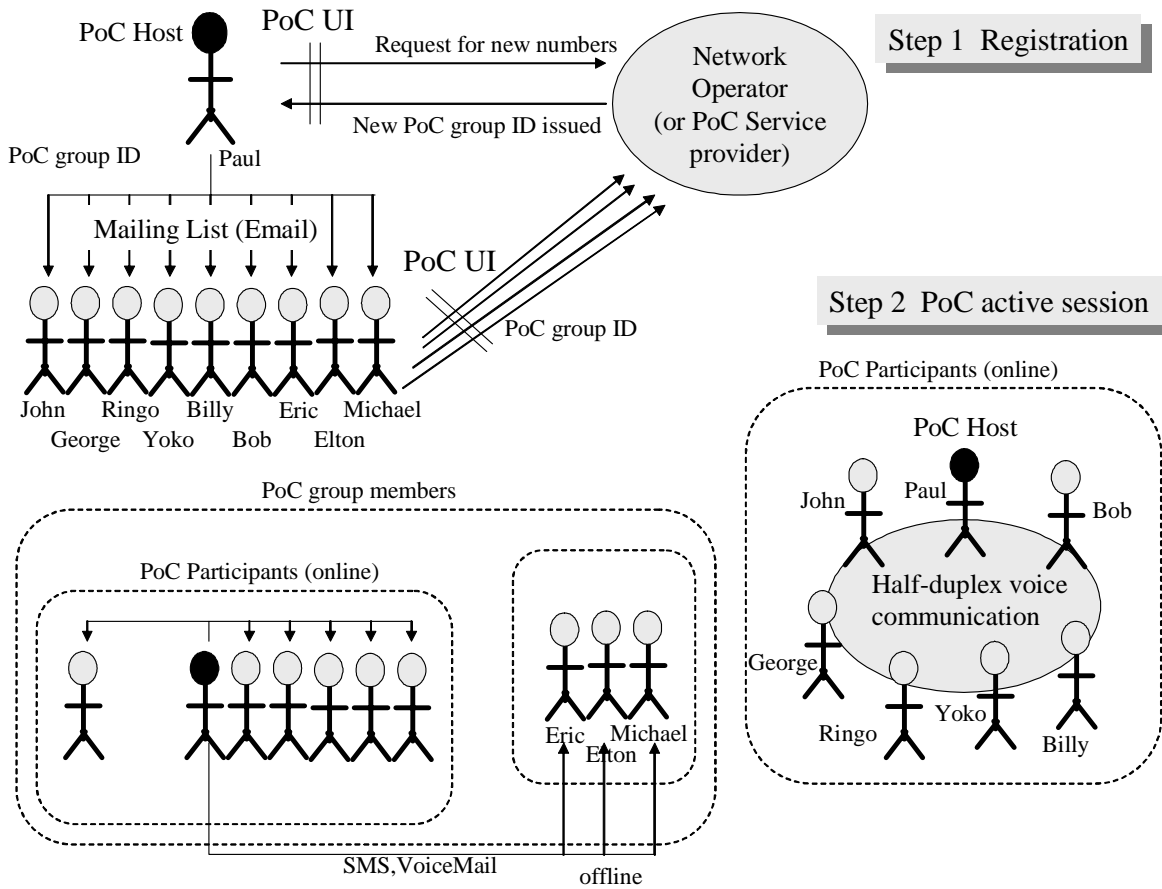 PoC Host
PoC UI
Request for new numbers
New PoC group ID issued
Network
Operator
(or PoC Service
provider)
Step 1 Registration
PoC group ID
Paul
Mailing List (Email)
PoC UI
PoC group ID
John
Ringo
Billy
Eric
Michael
George
Yoko
Bob
Elton
Step 2 PoC active session
PoC Participants (online)
PoC Host
John
Paul
Bob
Half-duplex voice
communication
George
Ringo
Yoko
Billy
PoC group members
PoC Participants (online)
Eric
Michael
Elton
SMS,VoiceMail
offline